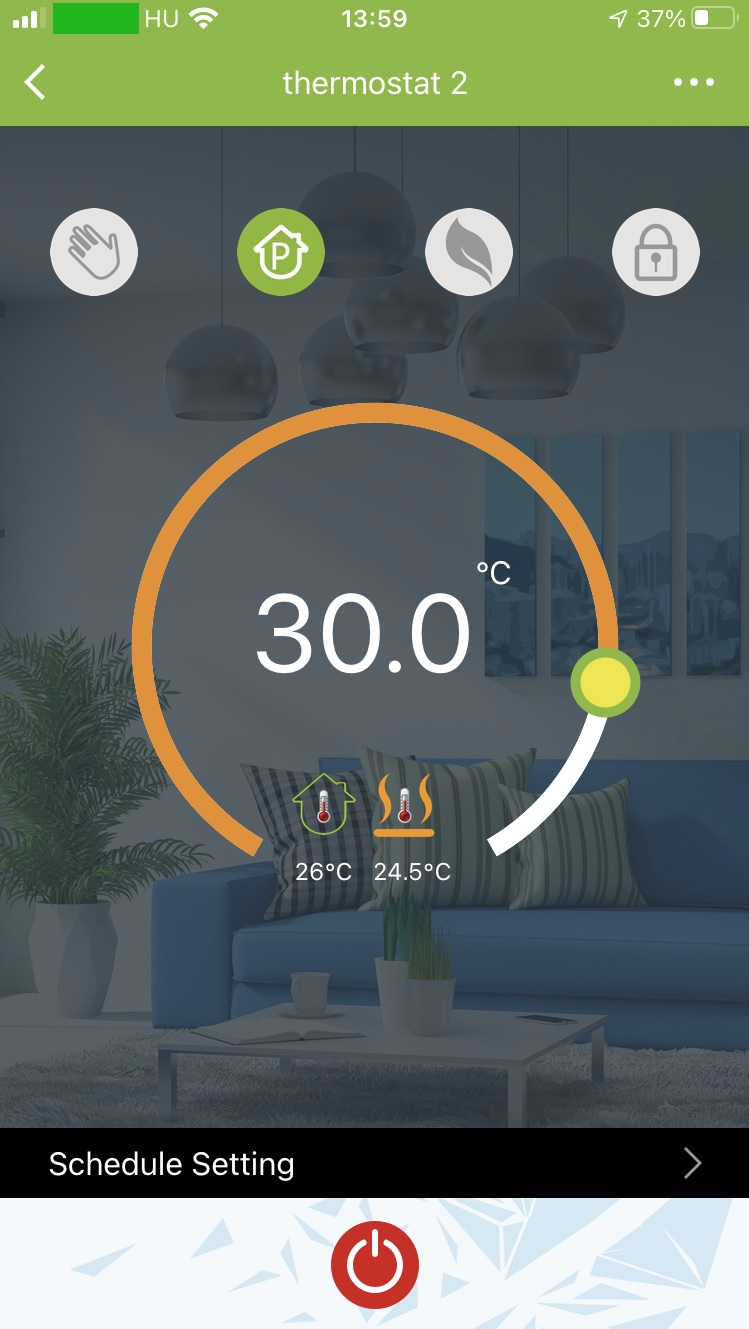 HU 13:59 37%
thermostat 2
P
°C
30.0
26°C 24.5°C
Schedule Setting